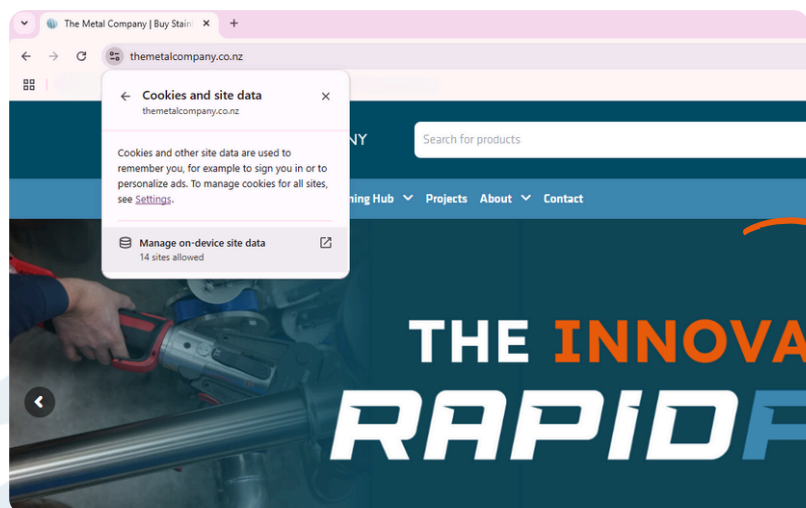 The Metal Company | Buy Stain
themetalcompany.co.nz
Cookies and site data
themetalcompany.co.nz
Cookies and other site data are used to
remember you, for example to sign you in or to
personalize ads. To manage cookies for all sites,
see Settings.
Manage on-device site data
14 sites allowed
NY
Search for products
ning Hub Projects About Contact
THE INNOVA
RAPID